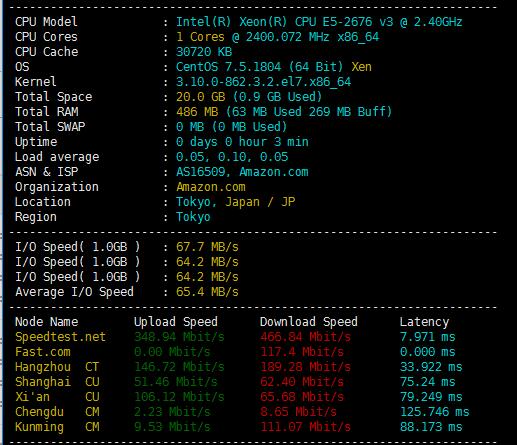 CPU Model : Intel(R) Xeon(R) CPU E5-2676 v3 @ 2.40GHz
CPU Cores : 1 Cores @ 2400.072 MHz x86_64
CPU Cache : 30720 KB
OS : CentOS 7.5.1804 (64 Bit) Xen
Kernel : 3.10.0-862.3.2.el7.x86_64
Total Space : 20.0 GB (0.9 GB Used)
Total RAM : 486 MB (63 MB Used 269 MB Buff)
Total SWAP : 0 MB (0 MB Used)
Uptime : 0 days 0 hour 3 min
Load average : 0.05, 0.10, 0.05
ASN & ISP : AS16509, Amazon.com
Organization : Amazon.com
Location : Tokyo, Japan / JP
Region : Tokyo
I/O Speed( 1.0GB ) : 67.7 MB/s
I/O Speed( 1.0GB ) : 64.2 MB/s
I/O Speed( 1.0GB ) : 64.2 MB/s
Average I/O Speed : 65.4 MB/s
Node Name Upload Speed Download Speed Latency
Speedtest.net 348.94 Mbit/s 466.84 Mbit/s 7.971 ms
Fast.com 0.00 Mbit/s 117.4 Mbit/s 0.000 ms
Hangzhou CT 146.72 Mbit/s 189.28 Mbit/s 33.922 ms
Shanghai CU 51.46 Mbit/s 62.40 Mbit/s 75.24 ms
Xi'an CU 106.12 Mbit/s 65.68 Mbit/s 79.249 ms
Chengdu CM 2.23 Mbit/s 8.65 Mbit/s 125.746 ms
Kunming CM 9.53 Mbit/s 111.07 Mbit/s 88.173 ms